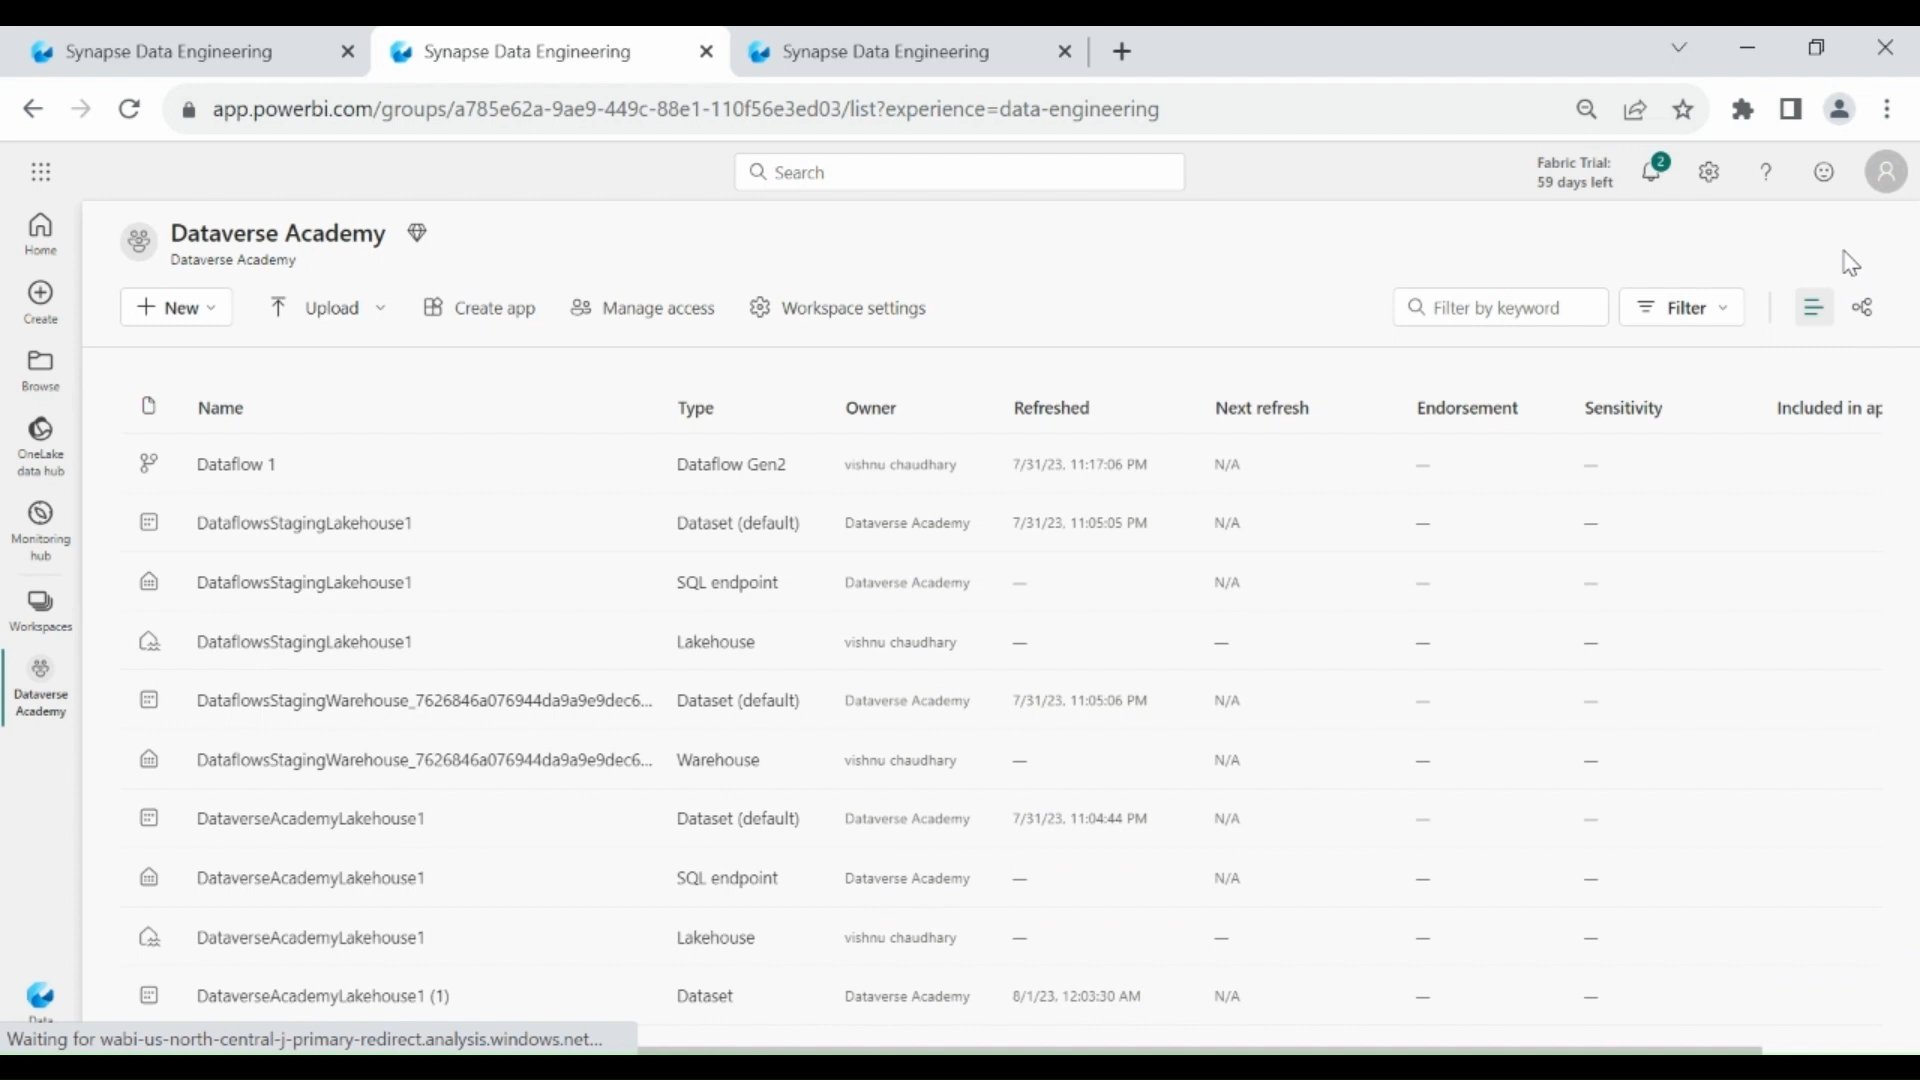 Synapse Data Engineering
Synapse Data Engineering
Synapse Data Engineering
app.powerbi.com/groups/a785e62a-9ae9-449c-88e1-110f56e3ed03/list?experience=data-engineering
Search
Fabric Trial:
59 days left
2
Home
Create
Browse
OneLake
data hub
Monitoring
hub
Workspaces
Dataverse
Academy
Data
Dataverse Academy
Dataverse Academy
New
Upload
Create app
Manage access
Workspace settings
Filter by keyword
Filter
Name Type Owner Refreshed Next refresh Endorsement Sensitivity Included in ap
Dataflow 1 Dataflow Gen2 vishnu chaudhary 7/31/23, 11:17:06 PM N/A — —
DataflowsStagingLakehouse1 Dataset (default) Dataverse Academy 7/31/23, 11:05:05 PM N/A — —
DataflowsStagingLakehouse1 SQL endpoint Dataverse Academy — N/A — —
DataflowsStagingLakehouse1 Lakehouse vishnu chaudhary — — — —
DataflowsStagingWarehouse_7626846a076944da9a9e9dec6... Dataset (default) Dataverse Academy 7/31/23, 11:05:06 PM N/A — —
DataflowsStagingWarehouse_7626846a076944da9a9e9dec6... Warehouse vishnu chaudhary — N/A — —
DataverseAcademyLakehouse1 Dataset (default) Dataverse Academy 7/31/23, 11:04:44 PM N/A — —
DataverseAcademyLakehouse1 SQL endpoint Dataverse Academy — N/A — —
DataverseAcademyLakehouse1 Lakehouse vishnu chaudhary — — — —
DataverseAcademyLakehouse1 (1) Dataset Dataverse Academy 8/1/23, 12:03:30 AM N/A — —
Waiting for wabi-us-north-central-j-primary-redirect.analysis.windows.net...